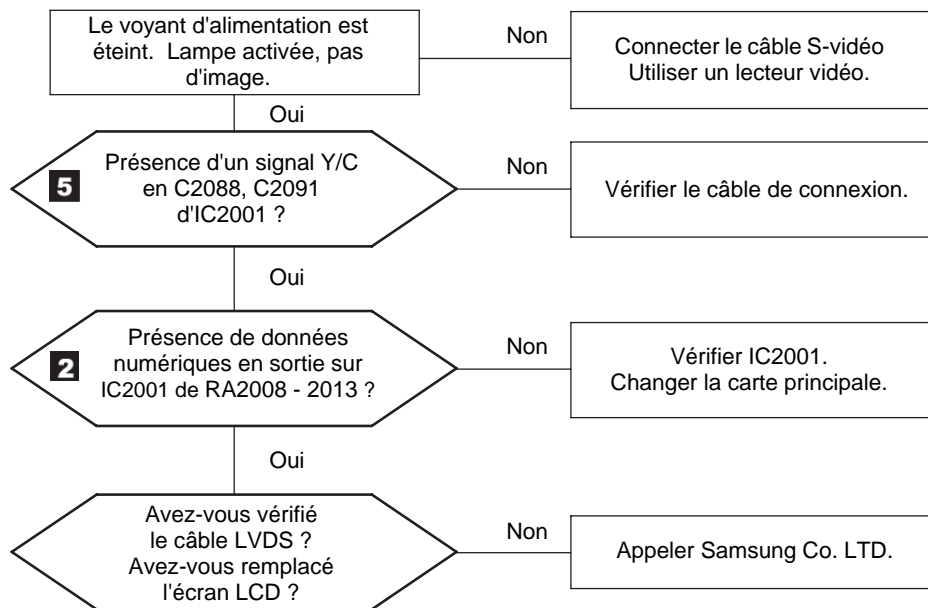 Le voyant d'alimentation est
éteint. Lampe activée, pas
d'image.
Non
Connecter le câble S-vidéo
Utiliser un lecteur vidéo.
Oui
5
Présence d'un signal Y/C
en C2088, C2091
d'IC2001 ?
Non
Vérifier le câble de connexion.
Oui
2
Présence de données
numériques en sortie sur
IC2001 de RA2008 - 2013 ?
Non
Vérifier IC2001.
Changer la carte principale.
Oui
Avez-vous vérifié
le câble LVDS ?
Avez-vous remplacé
l'écran LCD ?
Non
Appeler Samsung Co. LTD.